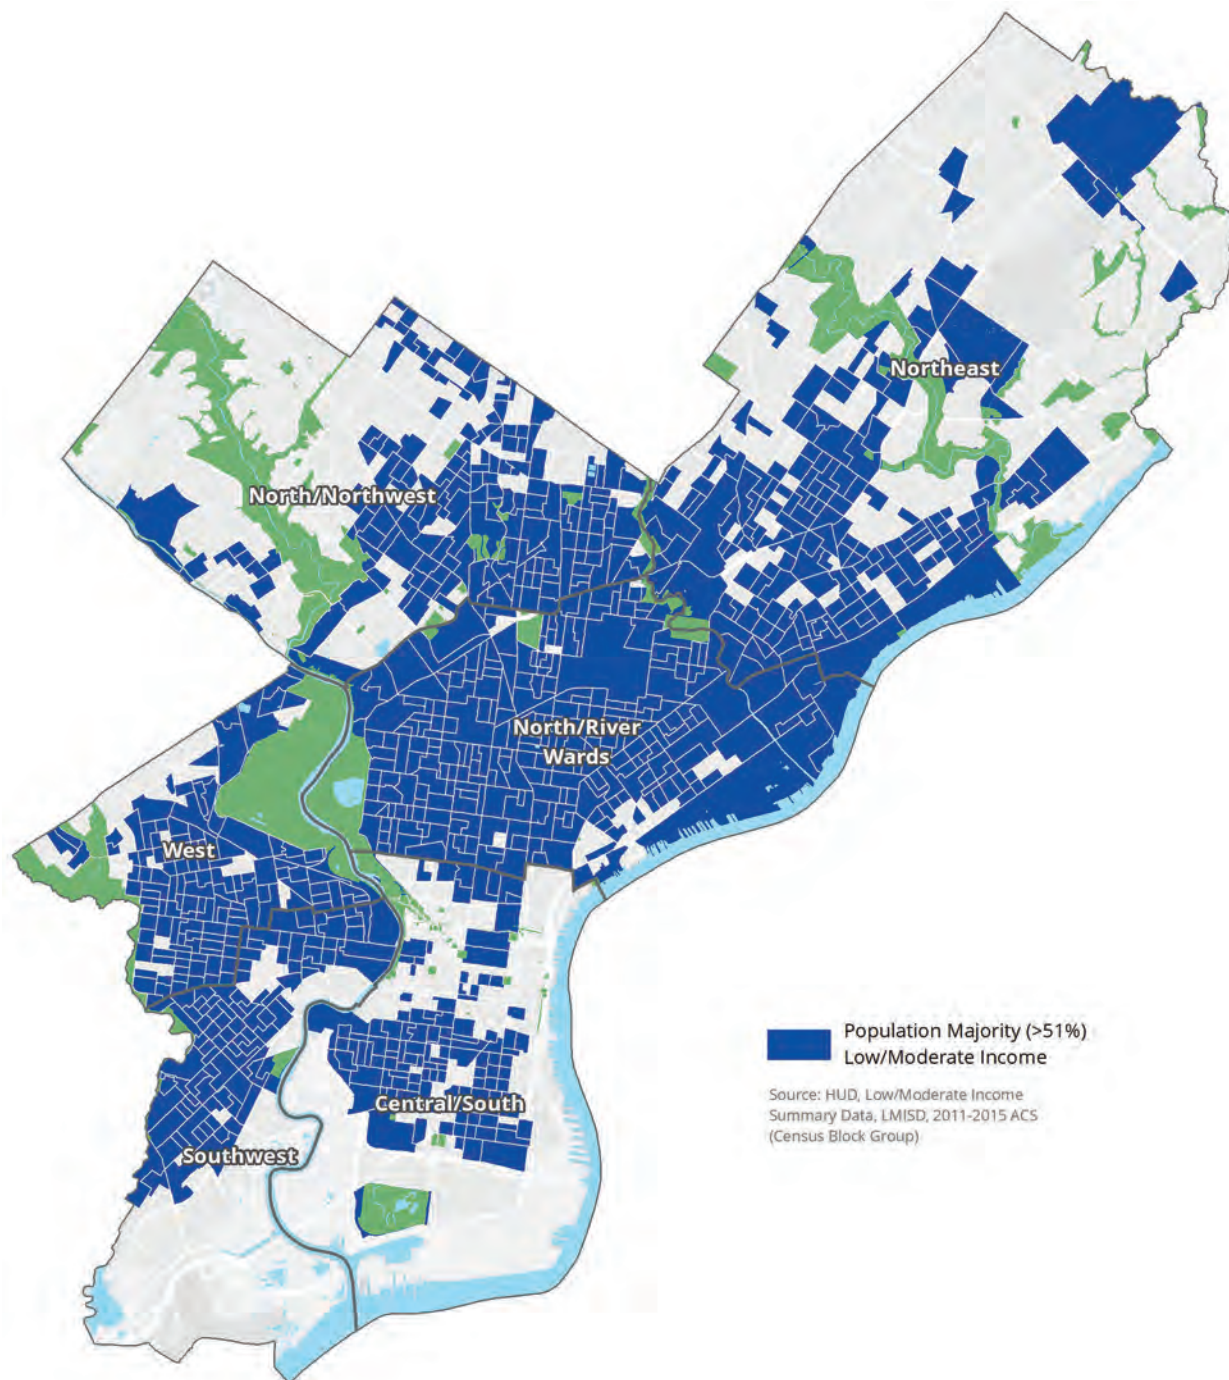 Northeast
North/Northwest
North/River
Wards
West
Population Majority (>51%)
Low/Moderate Income
Source: HUD, Low/Moderate Income
Summary Data, LMISD, 2011-2015 ACS
(Census Block Group)
Central/South
Southwest